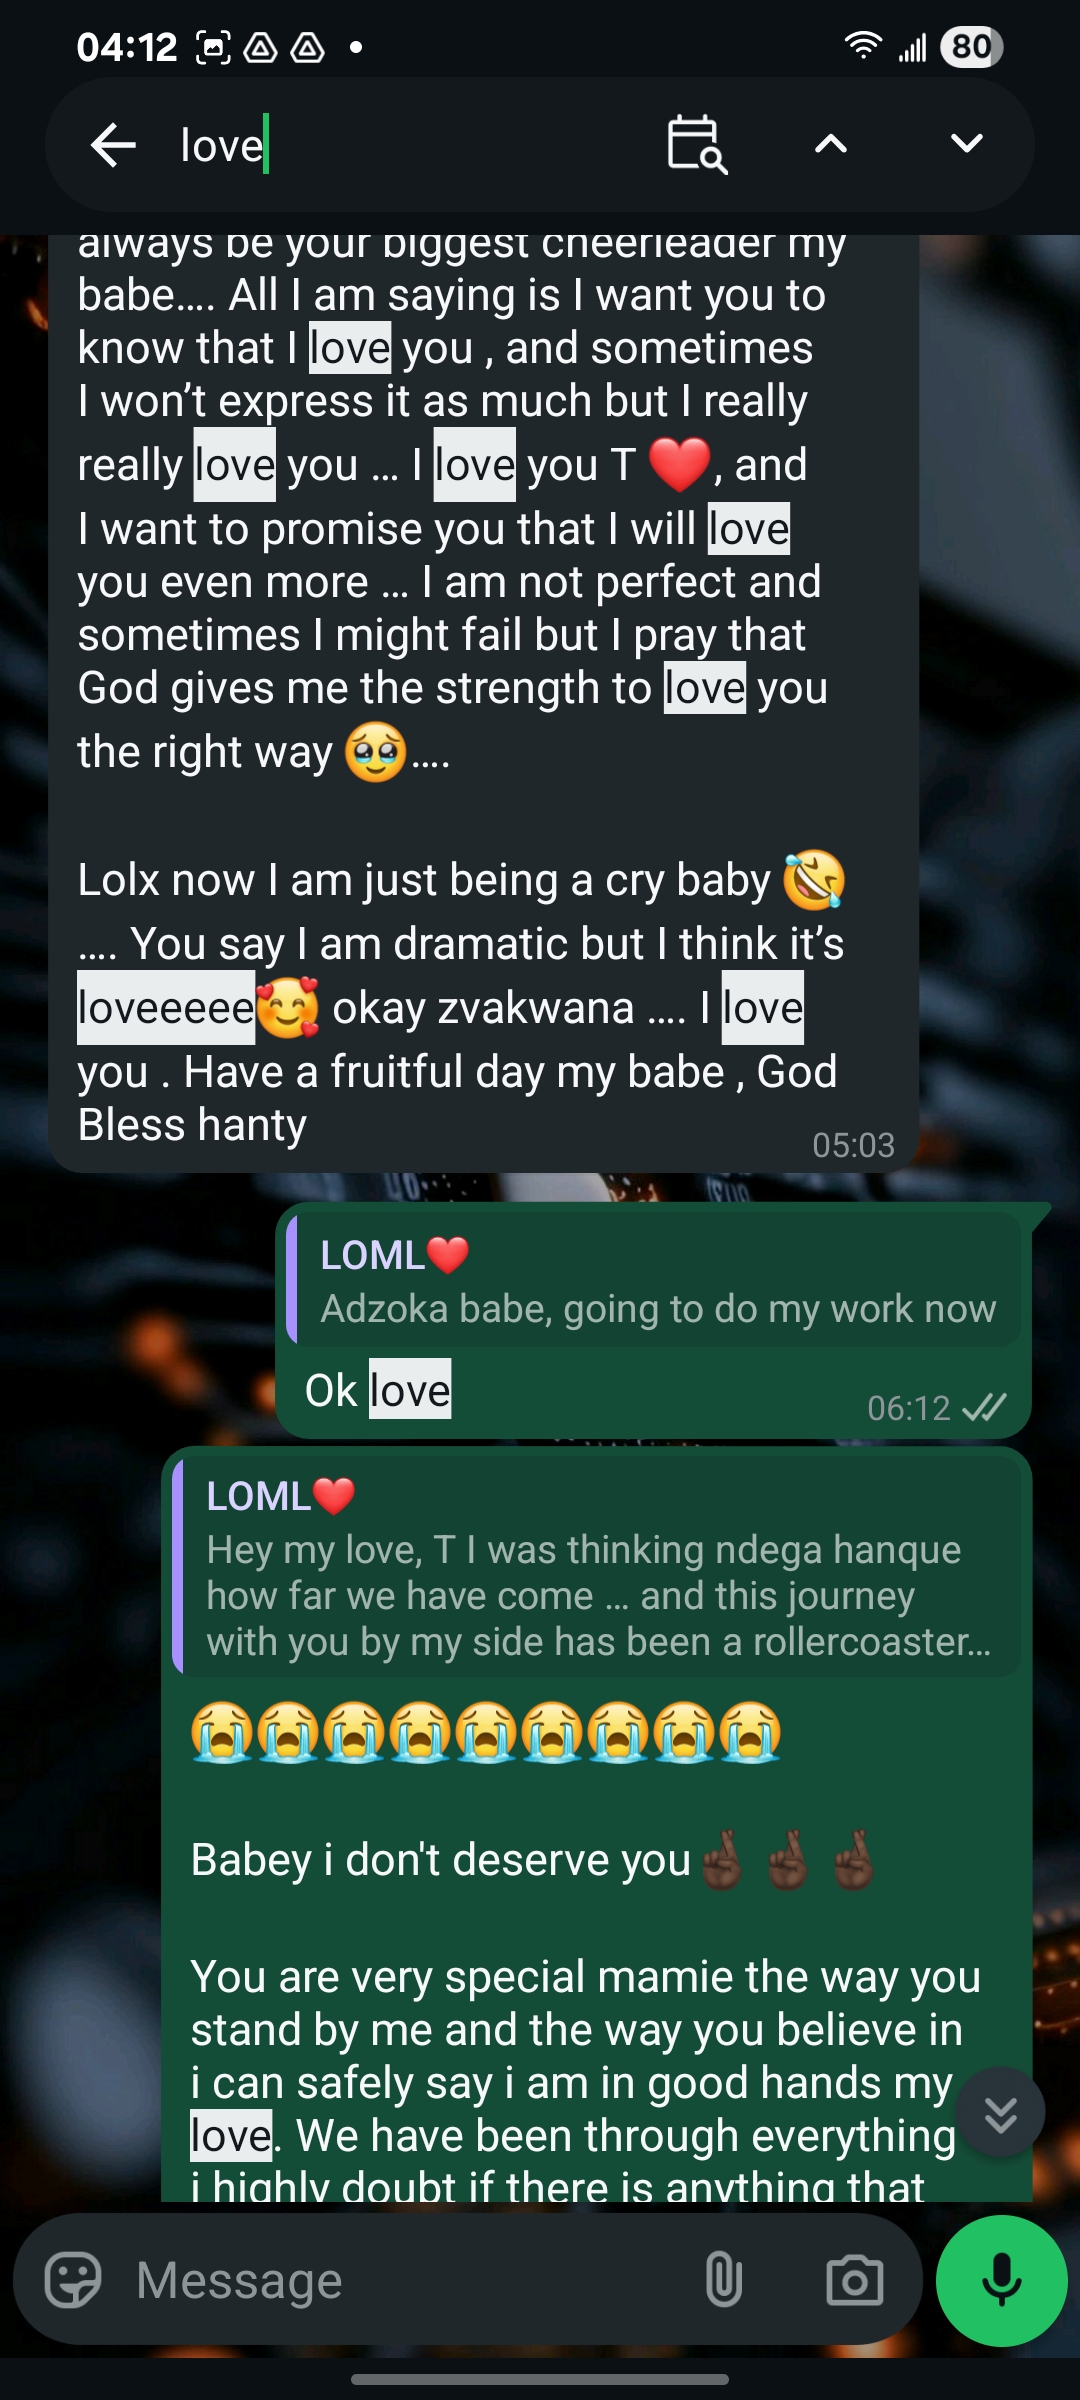 04:12
80
love
always be your biggest cheerleader my
babe.... All I am saying is I want you to
know that I love you , and sometimes
I won’t express it as much but I really
really love you ... I love you T ❤️, and
I want to promise you that I will love
you even more ... I am not perfect and
sometimes I might fail but I pray that
God gives me the strength to love you
the right way 🥹....
Lolx now I am just being a cry baby 🤣
.... You say I am dramatic but I think it’s
loveeeee🥰 okay zvakwana .... I love
you . Have a fruitful day my babe , God
Bless hanty
05:03
LOML❤️
Adzoka babe, going to do my work now
Ok love
06:12
LOML❤️
Hey my love, T I was thinking ndega hanque
how far we have come ... and this journey
with you by my side has been a rollercoaster...
😭😭😭😭😭😭😭😭😭
Babey i don't deserve you🤞🏿🤞🏿🤞🏿
You are very special mamie the way you
stand by me and the way you believe in
i can safely say i am in good hands my
love. We have been through everything
i highly doubt if there is anything that
Message